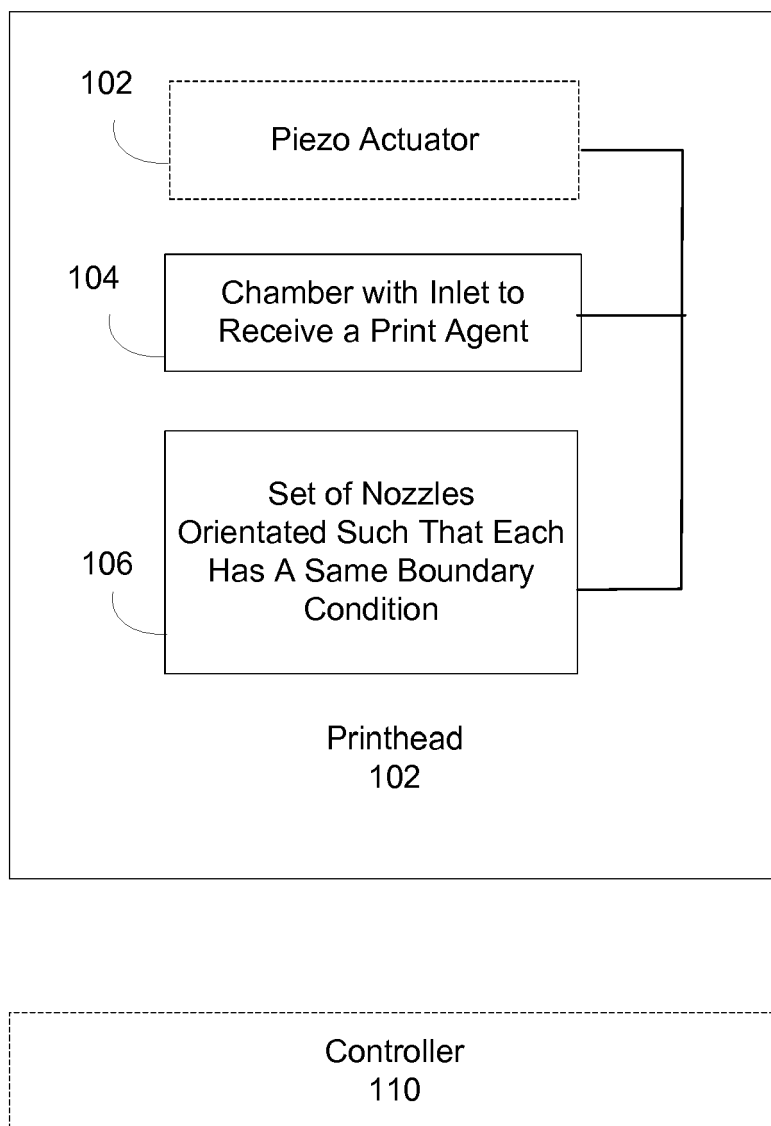 102
Piezo Actuator
104
Chamber with Inlet to
Receive a Print Agent
Set of Nozzles
Orientated Such That Each
106
Has A Same Boundary
Condition
Printhead
102
Controller
110